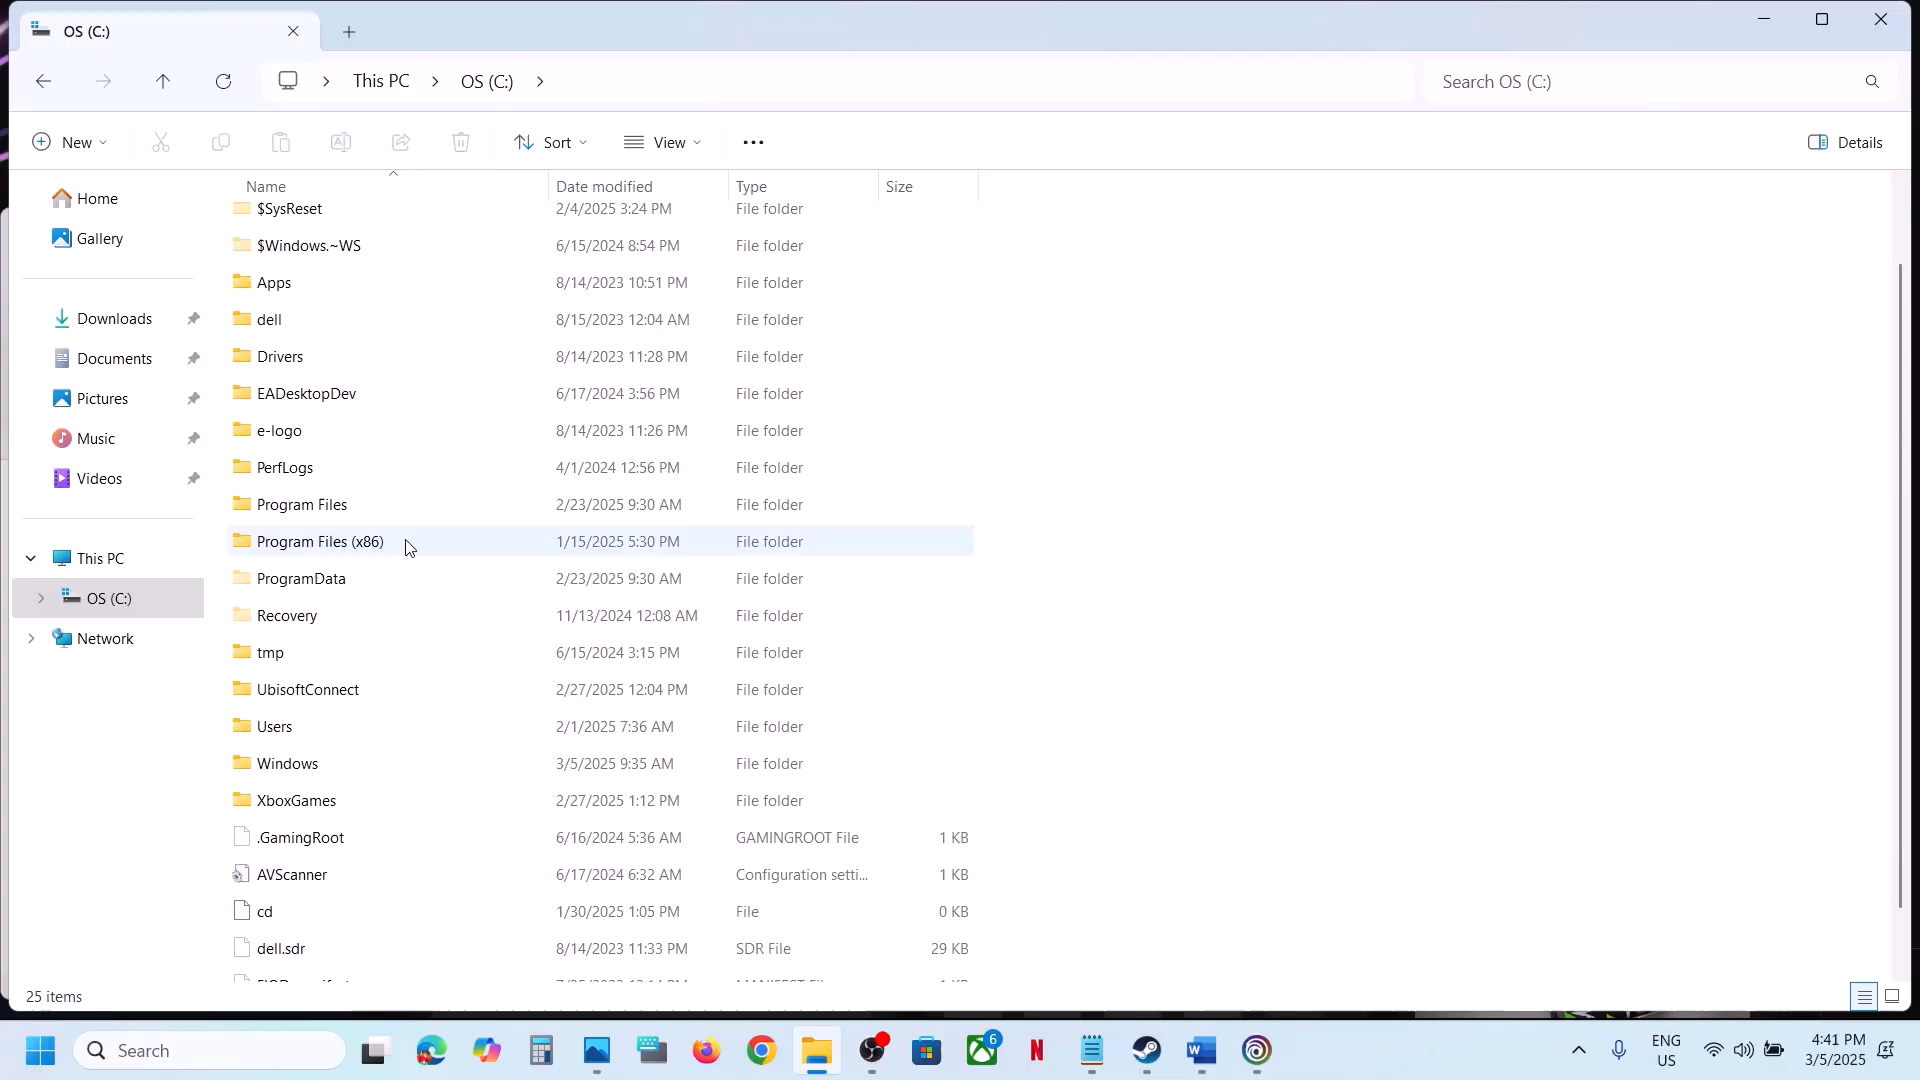 OS (C:)
This PC
OS (C:)
Search OS (C:)
New
Sort
View
Details
Name
Date modified
Type
Size
Home
Gallery
Downloads
Documents
Pictures
Music
Videos
This PC
OS (C:)
Network
$SysReset 2/4/2025 3:24 PM File folder
$Windows.~WS 6/15/2024 8:54 PM File folder
Apps 8/14/2023 10:51 PM File folder
dell 8/15/2023 12:04 AM File folder
Drivers 8/14/2023 11:28 PM File folder
EADesktopDev 6/17/2024 3:56 PM File folder
e-logo 8/14/2023 11:26 PM File folder
PerfLogs 4/1/2024 12:56 PM File folder
Program Files 2/23/2025 9:30 AM File folder
Program Files (x86) 1/15/2025 5:30 PM File folder
ProgramData 2/23/2025 9:30 AM File folder
Recovery 11/13/2024 12:08 AM File folder
tmp 6/15/2024 3:15 PM File folder
UbisoftConnect 2/27/2025 12:04 PM File folder
Users 2/1/2025 7:36 AM File folder
Windows 3/5/2025 9:35 AM File folder
XboxGames 2/27/2025 1:12 PM File folder
.GamingRoot 6/16/2024 5:36 AM GAMINGROOT File 1 KB
AVScanner 6/17/2024 6:32 AM Configuration setti... 1 KB
cd 1/30/2025 1:05 PM File 0 KB
dell.sdr 8/14/2023 11:33 PM SDR File 29 KB
25 items
Search
6
ENG
US
4:41 PM
3/5/2025